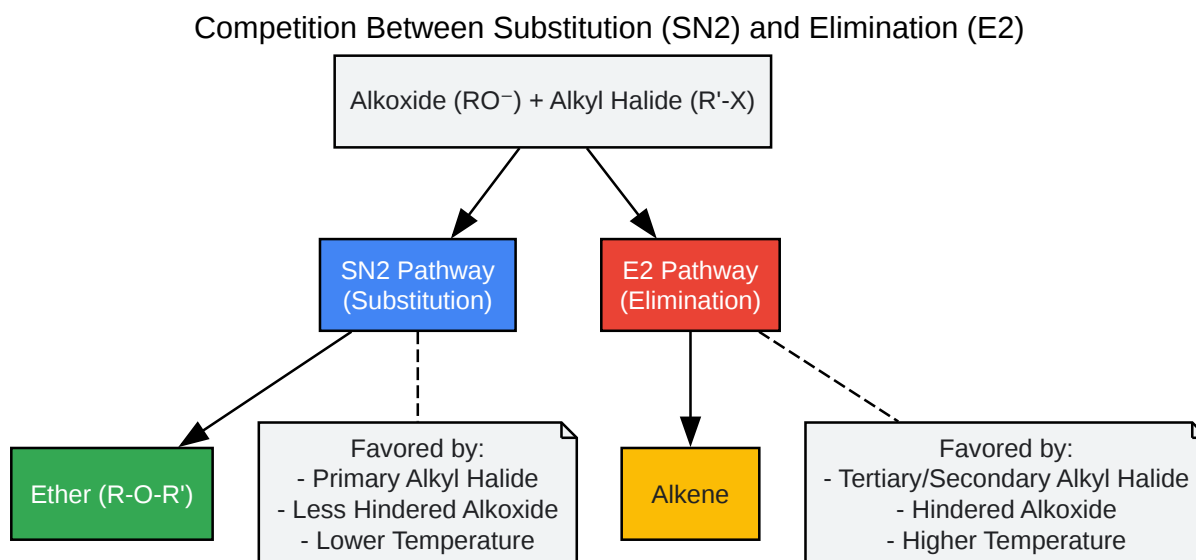 Competition Between Substitution (SN2) and Elimination (E2)
Alkoxide (RO⁻) + Alkyl Halide (R'-X)
SN2 Pathway
(Substitution)
E2 Pathway
(Elimination)
Ether (R-O-R')
Favored by:
- Primary Alkyl Halide
- Less Hindered Alkoxide
- Lower Temperature
Alkene
Favored by:
- Tertiary/Secondary Alkyl Halide
- Hindered Alkoxide
- Higher Temperature